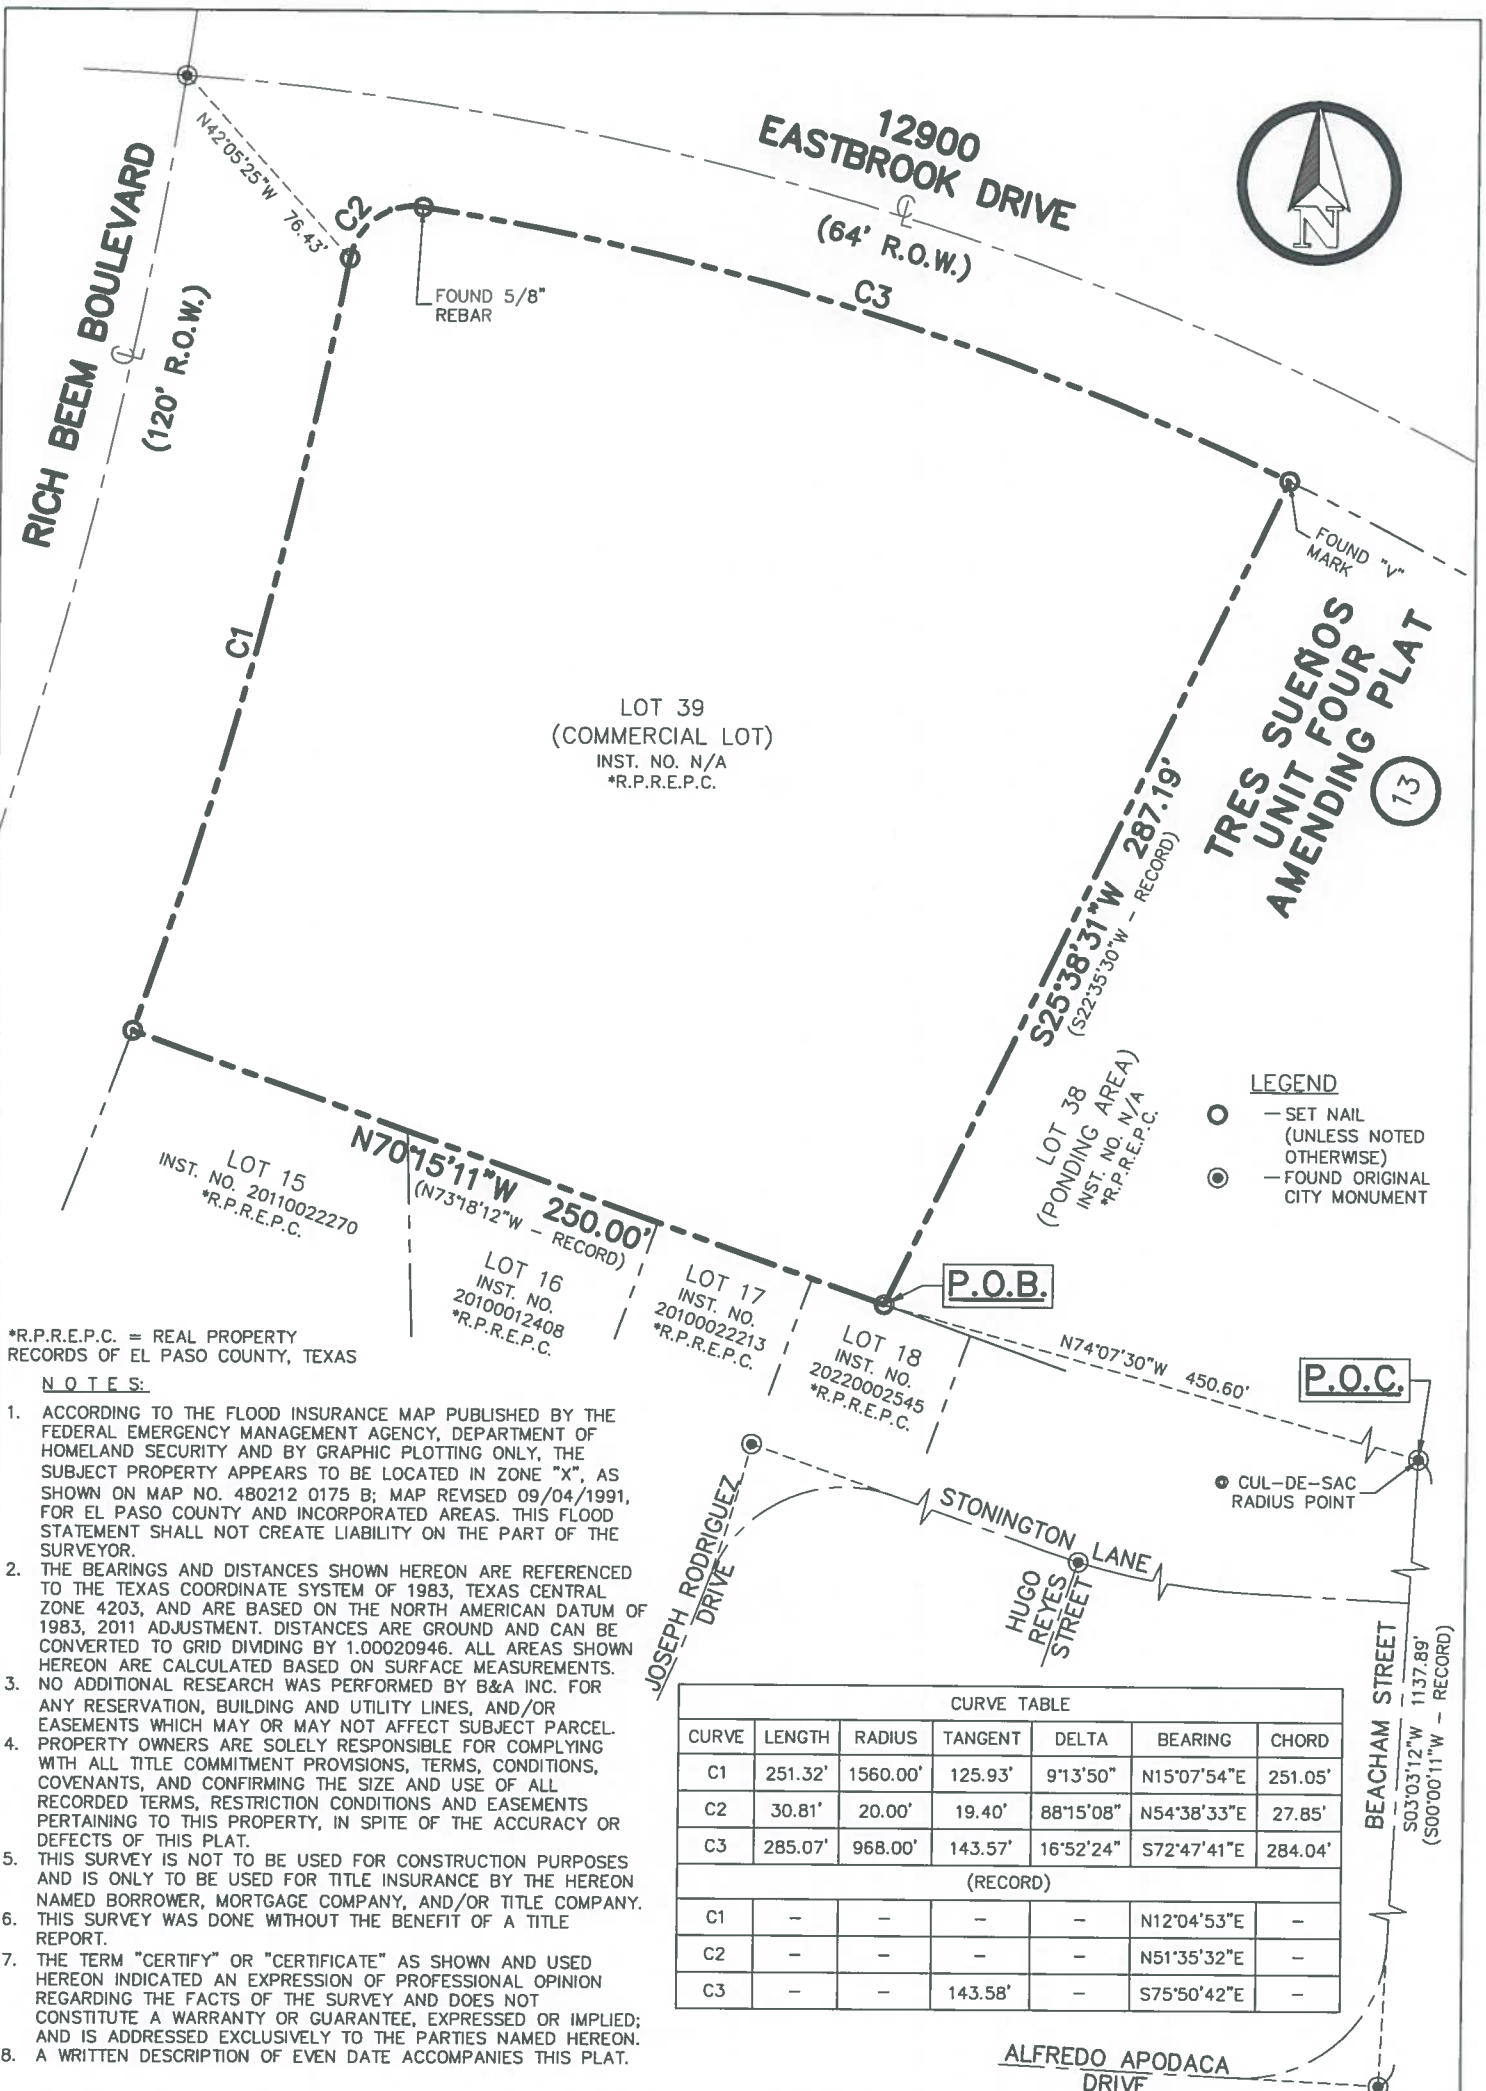 12900
EASTBROOK DRIVE
(64' R.O.W.)
N42°05'25"W 76.43'
RICH BEEM BOULEVARD
(120' R.O.W.)
C2
C3
C1
N
FOUND 5/8"
REBAR
FOUND "V"
MARK
TRES SUEÑOS
UNIT FOUR
AMENDING PLAT
13
LOT 39
(COMMERCIAL LOT)
INST. NO. N/A
*R.P.R.E.P.C.
S25°38'31"W 287.19'
(S22°35'30"W - RECORD)
LOT 38
(PONDING AREA)
INST. NO. N/A
*R.P.R.E.P.C.
LEGEND
- SET NAIL
(UNLESS NOTED
OTHERWISE)
- FOUND ORIGINAL
CITY MONUMENT
N70°15'11"W 250.00'
(N73°18'12"W - RECORD)
LOT 15
INST. NO. 20110022270
*R.P.R.E.P.C.
LOT 16
INST. NO.
20100012408
*R.P.R.E.P.C.
LOT 17
INST. NO.
20100022213
*R.P.R.E.P.C.
LOT 18
INST. NO.
20220002545
*R.P.R.E.P.C.
P.O.B.
N74°07'30"W 450.60'
P.O.C.
CUL-DE-SAC
RADIUS POINT
STONINGTON LANE
JOSEPH RODRIGUEZ
DRIVE
HUGO
REYES
STREET
BEACHAM STREET
S03°03'12"W 1137.89'
(S00°00'11"W - RECORD)
ALFREDO APODACA
DRIVE
*R.P.R.E.P.C. = REAL PROPERTY
RECORDS OF EL PASO COUNTY, TEXAS
NOTES:
1. ACCORDING TO THE FLOOD INSURANCE MAP PUBLISHED BY THE
FEDERAL EMERGENCY MANAGEMENT AGENCY, DEPARTMENT OF
HOMELAND SECURITY AND BY GRAPHIC PLOTTING ONLY, THE
SUBJECT PROPERTY APPEARS TO BE LOCATED IN ZONE "X", AS
SHOWN ON MAP NO. 480212 0175 B; MAP REVISED 09/04/1991,
FOR EL PASO COUNTY AND INCORPORATED AREAS. THIS FLOOD
STATEMENT SHALL NOT CREATE LIABILITY ON THE PART OF THE
SURVEYOR.
2. THE BEARINGS AND DISTANCES SHOWN HEREON ARE REFERENCED
TO THE TEXAS COORDINATE SYSTEM OF 1983, TEXAS CENTRAL
ZONE 4203, AND ARE BASED ON THE NORTH AMERICAN DATUM OF
1983, 2011 ADJUSTMENT. DISTANCES ARE GROUND AND CAN BE
CONVERTED TO GRID DIVIDING BY 1.00020946. ALL AREAS SHOWN
HEREON ARE CALCULATED BASED ON SURFACE MEASUREMENTS.
3. NO ADDITIONAL RESEARCH WAS PERFORMED BY B&A INC. FOR
ANY RESERVATION, BUILDING AND UTILITY LINES, AND/OR
EASEMENTS WHICH MAY OR MAY NOT AFFECT SUBJECT PARCEL.
4. PROPERTY OWNERS ARE SOLELY RESPONSIBLE FOR COMPLYING
WITH ALL TITLE COMMITMENT PROVISIONS, TERMS, CONDITIONS,
COVENANTS, AND CONFIRMING THE SIZE AND USE OF ALL
RECORDED TERMS, RESTRICTION CONDITIONS AND EASEMENTS
PERTAINING TO THIS PROPERTY, IN SPITE OF THE ACCURACY OR
DEFECTS OF THIS PLAT.
5. THIS SURVEY IS NOT TO BE USED FOR CONSTRUCTION PURPOSES
AND IS ONLY TO BE USED FOR TITLE INSURANCE BY THE HEREON
NAMED BORROWER, MORTGAGE COMPANY, AND/OR TITLE COMPANY.
6. THIS SURVEY WAS DONE WITHOUT THE BENEFIT OF A TITLE
REPORT.
7. THE TERM "CERTIFY" OR "CERTIFICATE" AS SHOWN AND USED
HEREON INDICATED AN EXPRESSION OF PROFESSIONAL OPINION
REGARDING THE FACTS OF THE SURVEY AND DOES NOT
CONSTITUTE A WARRANTY OR GUARANTEE, EXPRESSED OR IMPLIED;
AND IS ADDRESSED EXCLUSIVELY TO THE PARTIES NAMED HEREON.
8. A WRITTEN DESCRIPTION OF EVEN DATE ACCOMPANIES THIS PLAT.
CURVE TABLE
CURVE LENGTH RADIUS TANGENT DELTA BEARING CHORD
C1 251.32' 1560.00' 125.93' 9°13'50" N15°07'54"E 251.05'
C2 30.81' 20.00' 19.40' 88°15'08" N54°38'33"E 27.85'
C3 285.07' 968.00' 143.57' 16°52'24" S72°47'41"E 284.04'
(RECORD)
C1 - - - - N12°04'53"E -
C2 - - - - N51°35'32"E -
C3 - - 143.58' - S75°50'42"E -